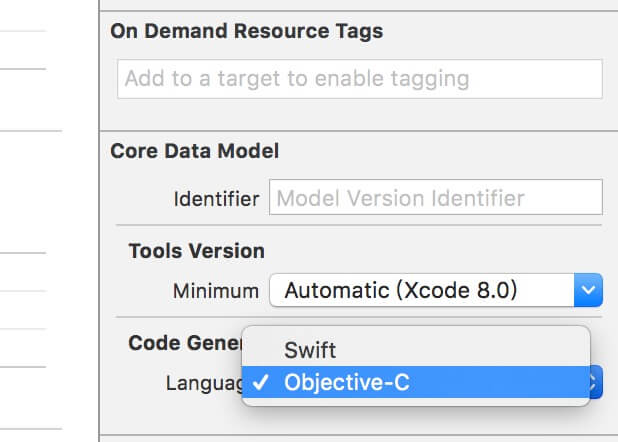 On Demand Resource Tags
Add to a target to enable tagging
Core Data Model
Identifier Model Version Identifier
Tools Version
Minimum Automatic (Xcode 8.0)
Code Gener
Swift
Languag ✓ Objective-C